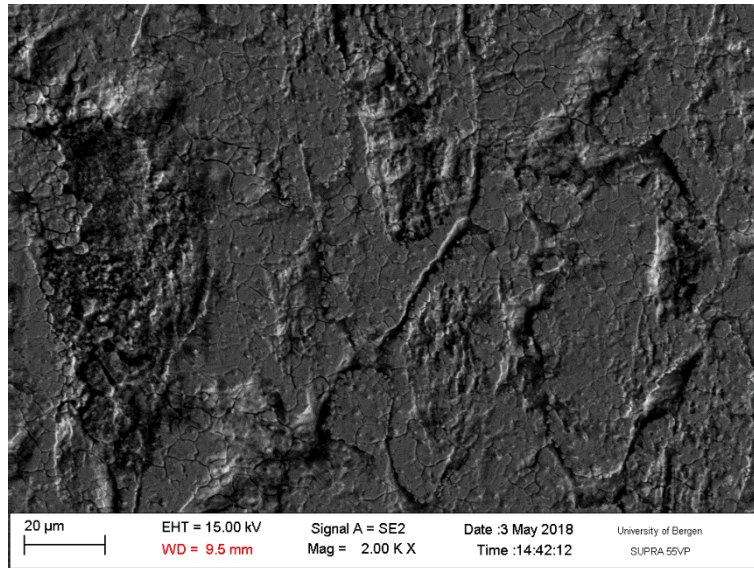 20 µm
EHT = 15.00 kV
WD = 9.5 mm
Signal A = SE2
Mag = 2.00 K X
Date :3 May 2018
Time :14:42:12
University of Bergen
SUPRA 55VP